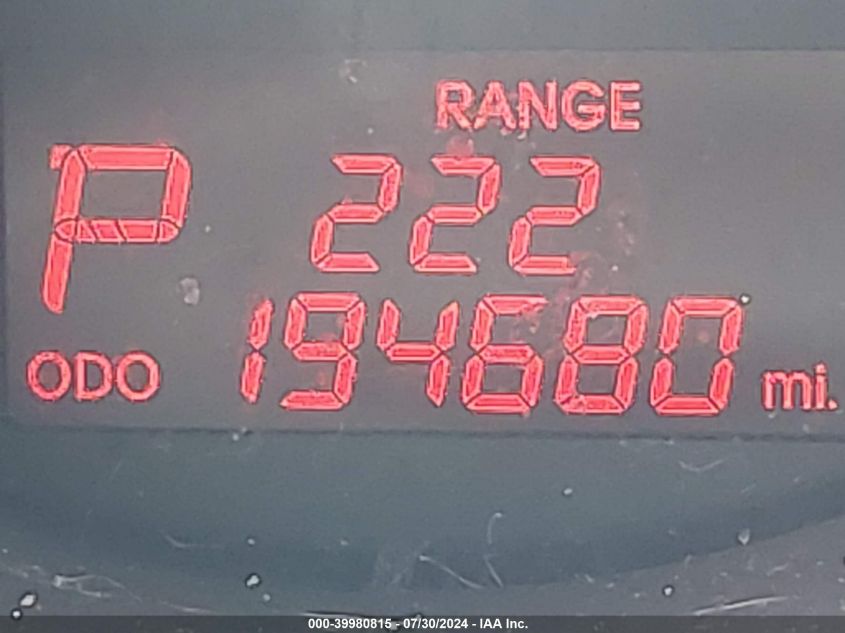 RANGE
P 222
ODO 194680 mi.
000-39980815 - 07/30/2024 - IAA Inc.